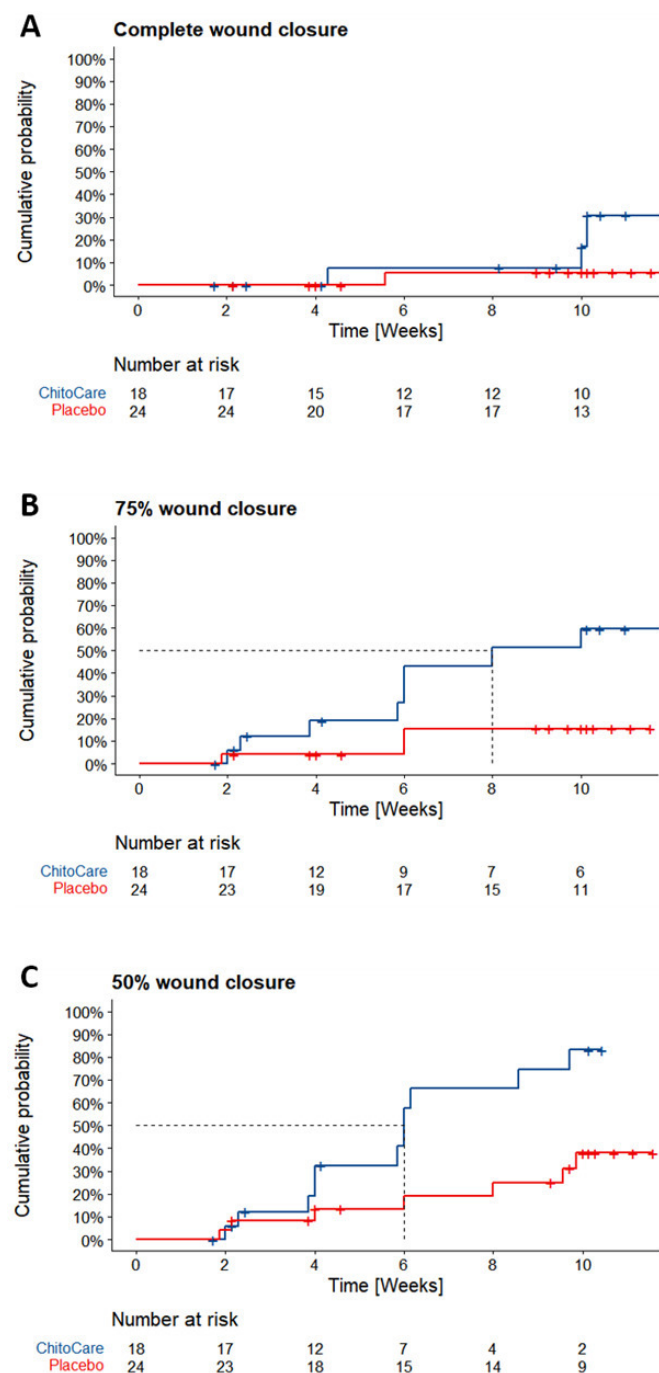 A
Complete wound closure
Cumulative probability
100%
90%
80%
70%
60%
50%
40%
30%
20%
10%
0%
0 2 4 6 8 10
Time [Weeks]
Number at risk
ChitoCare 18 17 15 12 12 10
Placebo 24 24 20 17 17 13
B
75% wound closure
Cumulative probability
100%
90%
80%
70%
60%
50%
40%
30%
20%
10%
0%
0 2 4 6 8 10
Time [Weeks]
Number at risk
ChitoCare 18 17 12 9 7 6
Placebo 24 23 19 17 15 11
C
50% wound closure
Cumulative probability
100%
90%
80%
70%
60%
50%
40%
30%
20%
10%
0%
0 2 4 6 8 10
Time [Weeks]
Number at risk
ChitoCare 18 17 12 7 4 2
Placebo 24 23 18 15 14 9